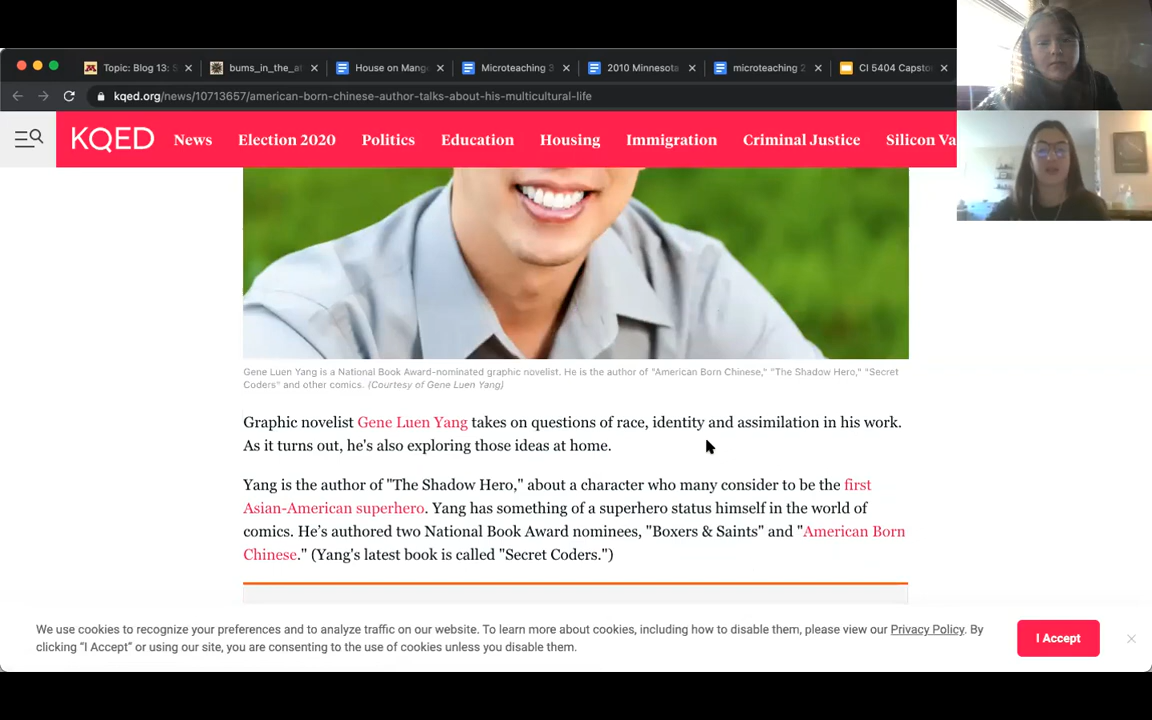 Topic: Blog 13: 5
bums_in_the_at
House on Mang
Microteaching 3
2010 Minnesota
microteaching 2
CI 5404 Capsto
kqed.org/news/10713657/american-born-chinese-author-talks-about-his-multicultural-life
KQED News Election 2020 Politics Education Housing Immigration Criminal Justice Silicon Va
Gene Luen Yang is a National Book Award-nominated graphic novelist. He is the author of "American Born Chinese," "The Shadow Hero," "Secret
Coders" and other comics. (Courtesy of Gene Luen Yang)
Graphic novelist Gene Luen Yang takes on questions of race, identity and assimilation in his work.
As it turns out, he's also exploring those ideas at home.
Yang is the author of "The Shadow Hero," about a character who many consider to be the first
Asian-American superhero. Yang has something of a superhero status himself in the world of
comics. He's authored two National Book Award nominees, "Boxers & Saints" and "American Born
Chinese." (Yang's latest book is called "Secret Coders.")
We use cookies to recognize your preferences and to analyze traffic on our website. To learn more about cookies, including how to disable them, please view our Privacy Policy. By
clicking "I Accept" or using our site, you are consenting to the use of cookies unless you disable them.
I Accept